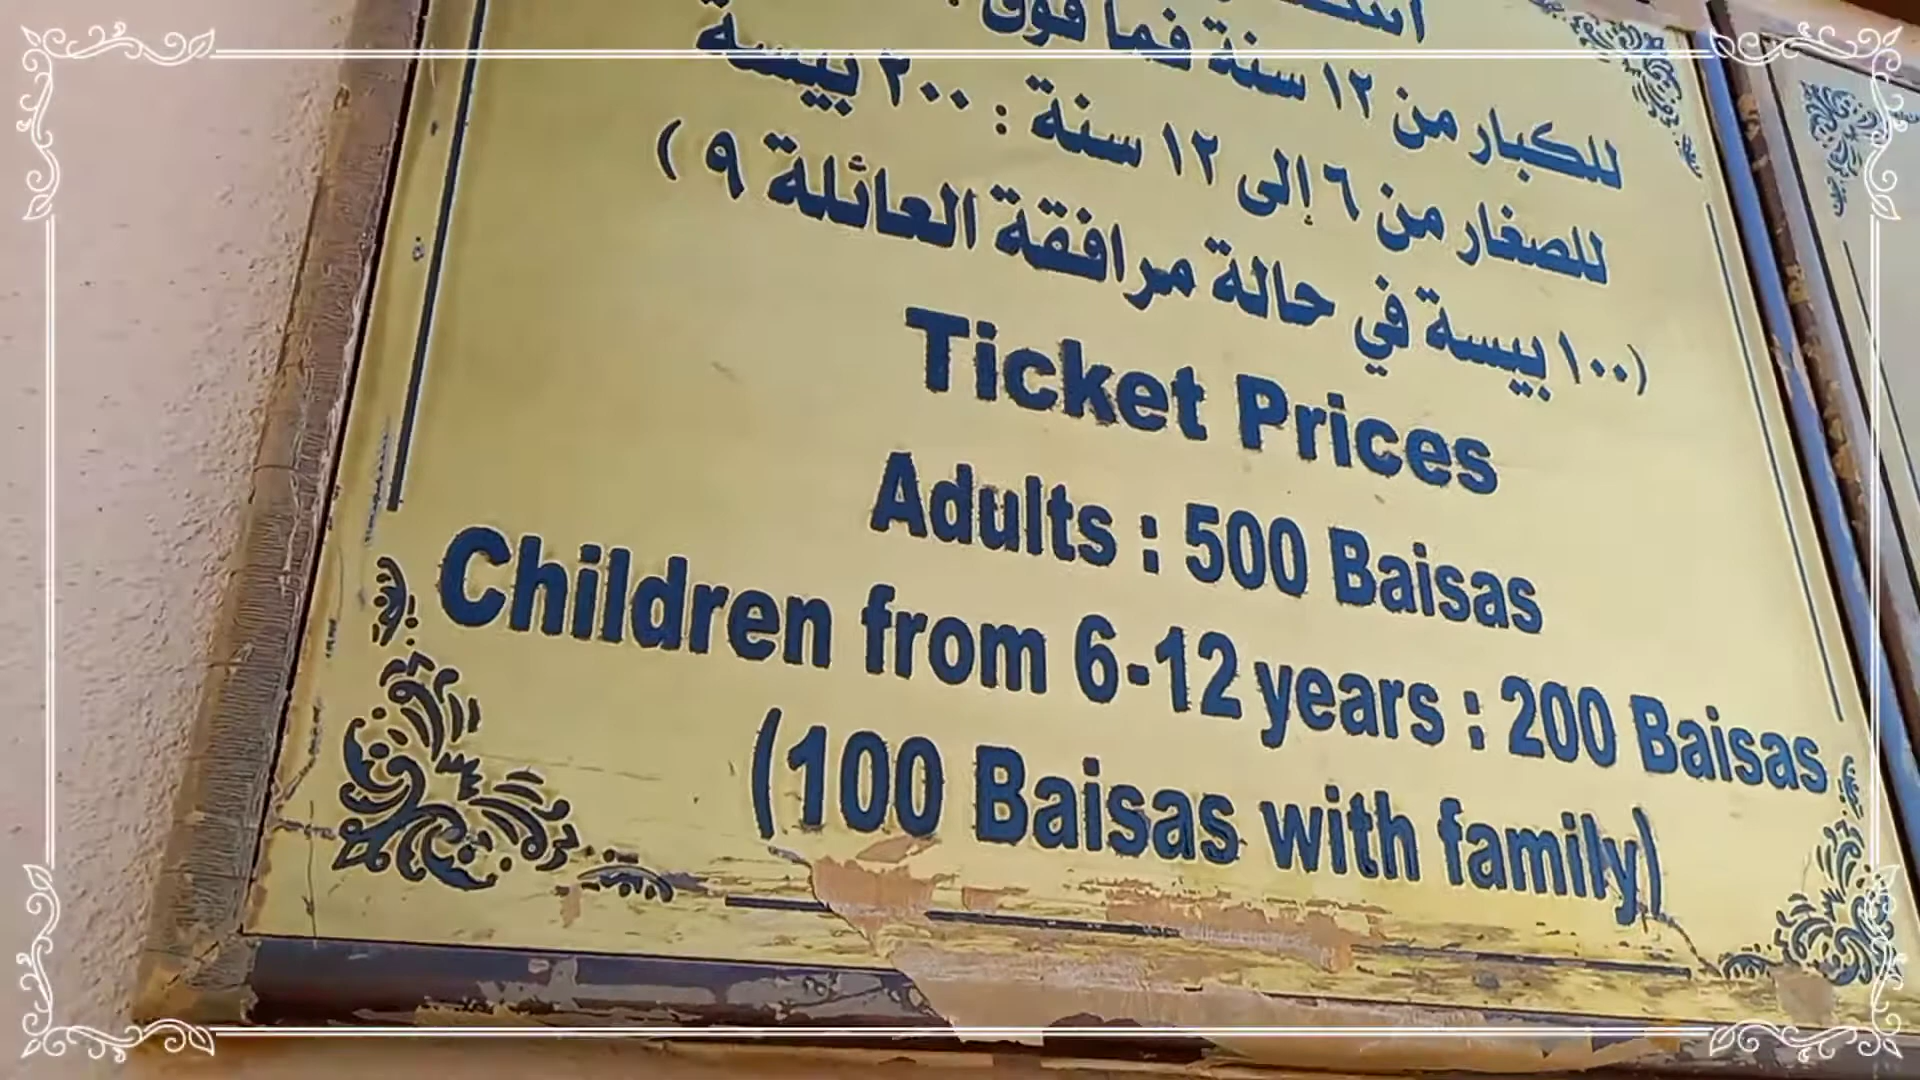 للكبار من ١٢ سنة فما فوق :
للصغار من ٦ إلى ١٢ سنة : ٢٠٠ بيسة
(١٠٠ بيسة في حالة مرافقة العائلة ٩ )
Ticket Prices
Adults : 500 Baisas
Children from 6-12 years : 200 Baisas
(100 Baisas with family)